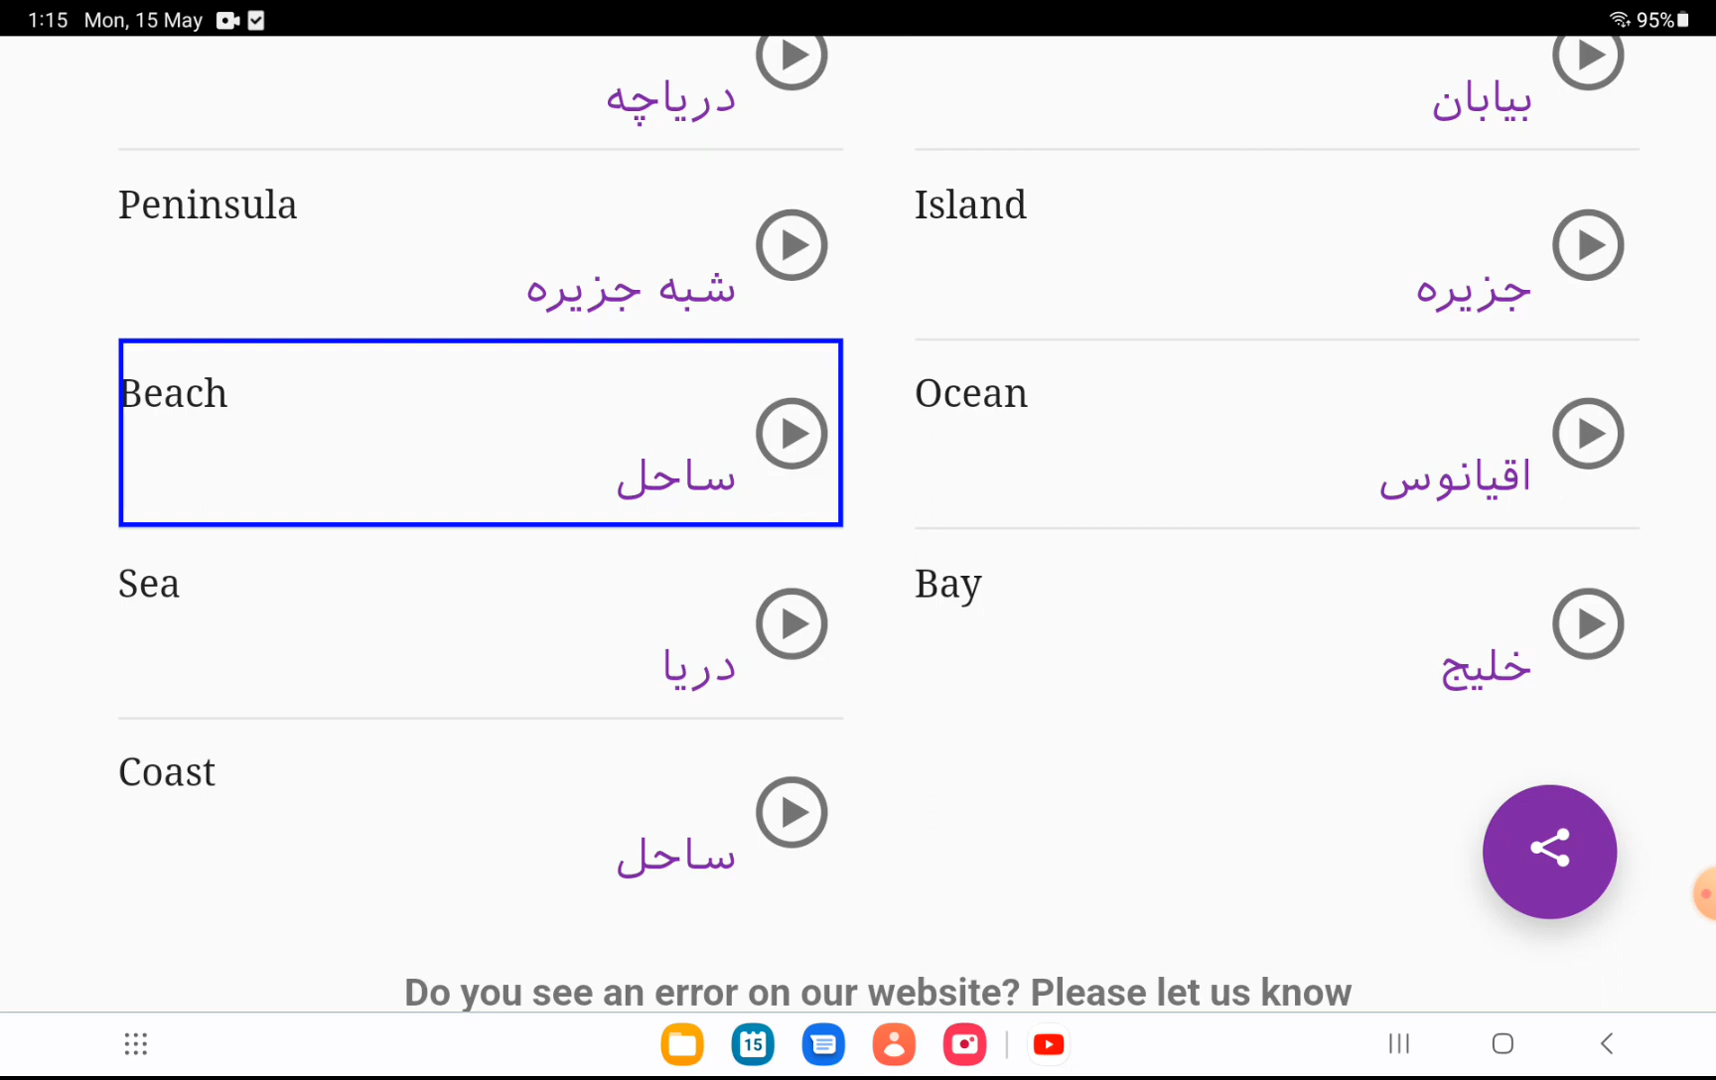 1:15 Mon, 15 May
95%
دریاچه
بیابان
Peninsula
شبه جزیره
Island
جزیره
Beach
ساحل
Ocean
اقیانوس
Sea
دریا
Bay
خلیج
Coast
ساحل
Do you see an error on our website? Please let us know
15